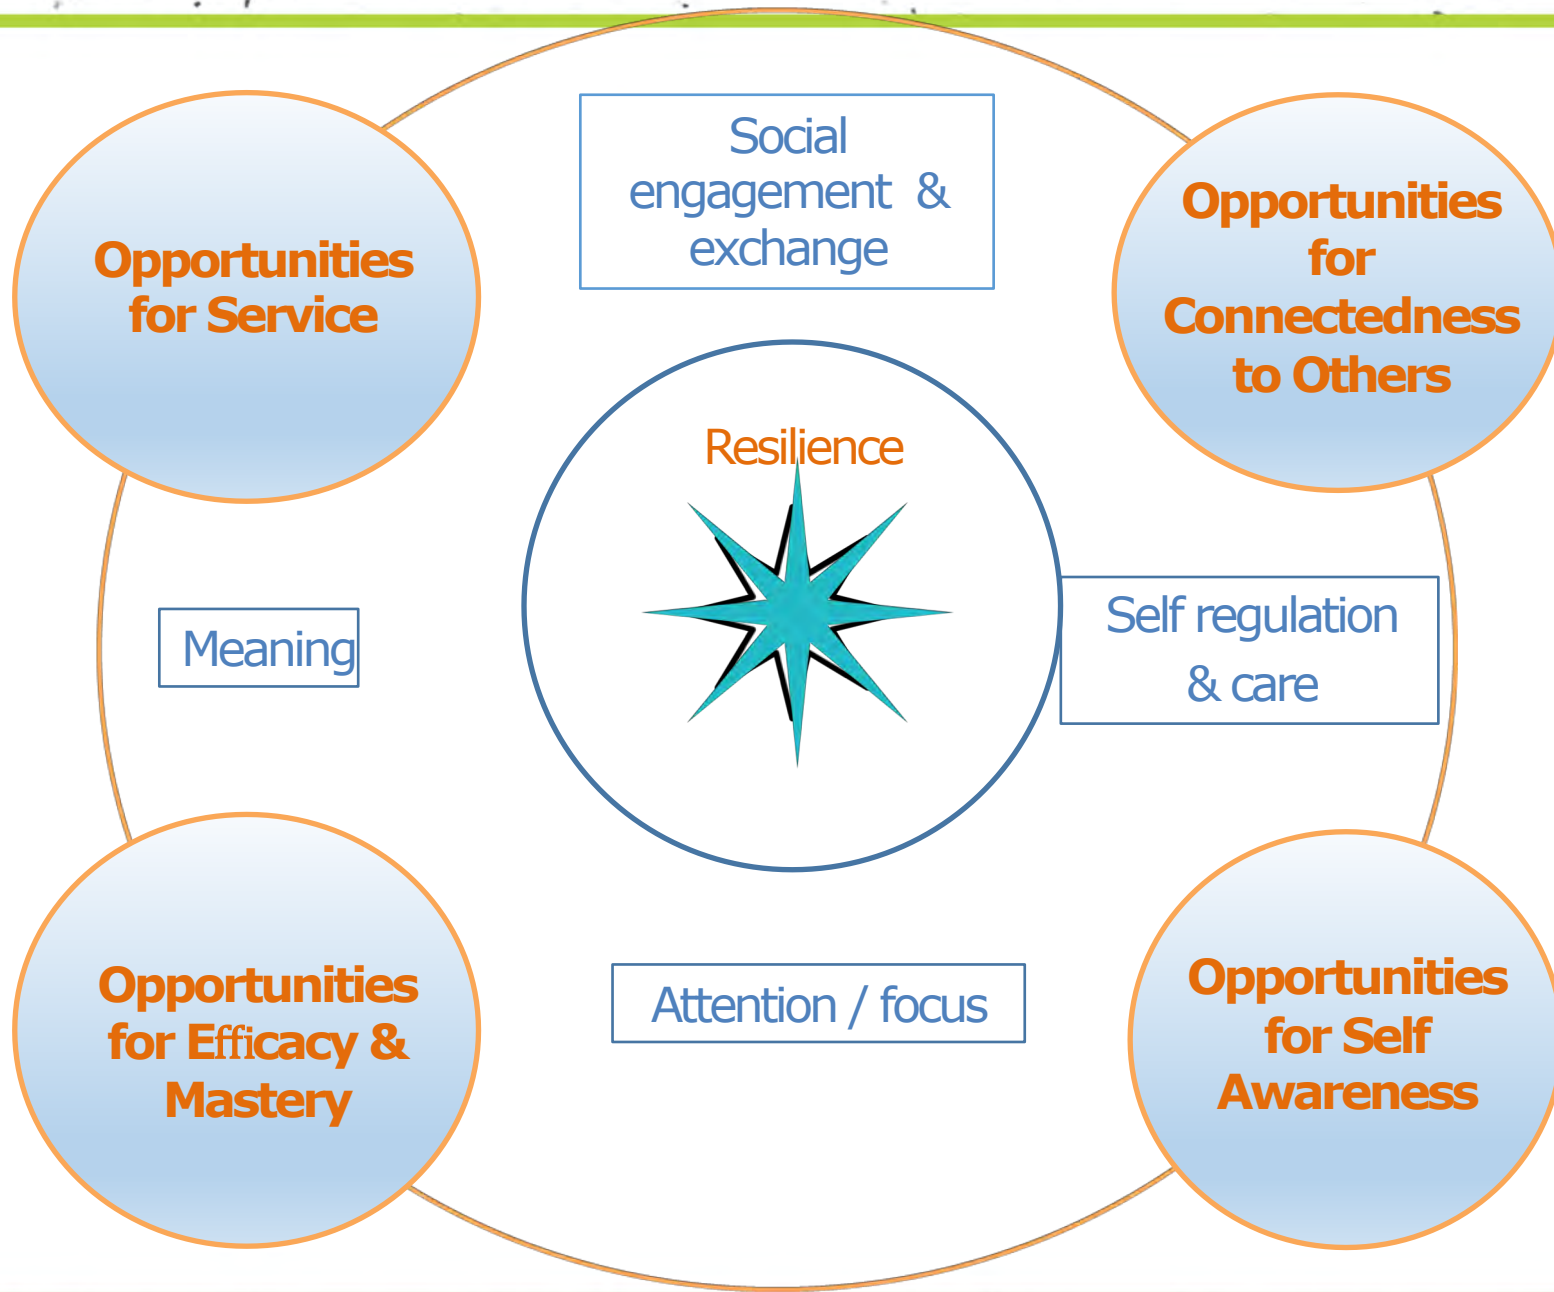 Social
engagement &
exchange
Opportunities
for Service
Opportunities
for
Connectedness
to Others
Resilience
Meaning
Self regulation
& care
Opportunities
for Efficacy &
Mastery
Attention / focus
Opportunities
for Self
Awareness